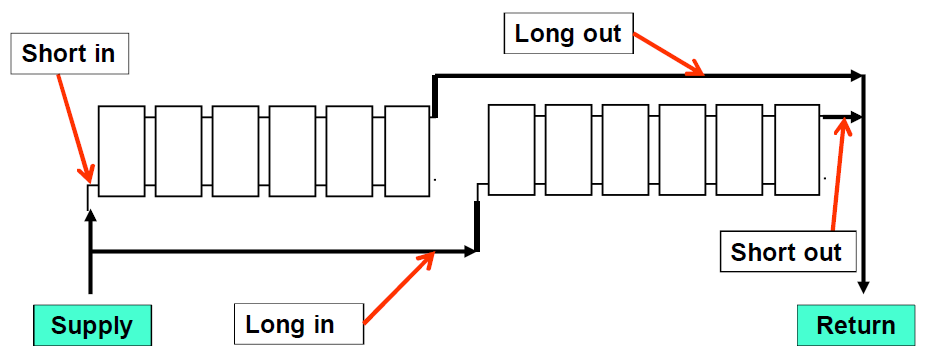 Long out
Short in
Short out
Long in
Supply
Return